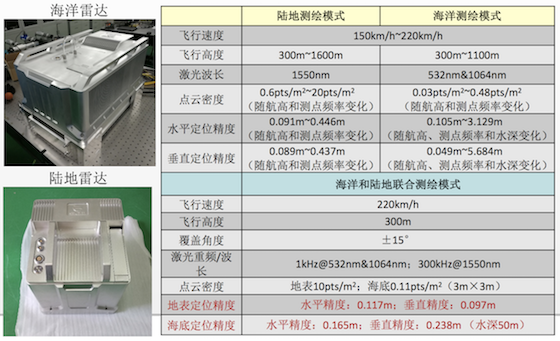 海洋雷达
陆地雷达
陆地测绘模式 海洋测绘模式
飞行速度 150km/h~220km/h
飞行高度 300m~1600m 300m~1100m
激光波长 1550nm 532nm&1064nm
点云密度 0.6pts/m²~20pts/m² 0.03pts/m²~0.48pts/m²
(随航高和测点频率变化) (随航高和测点频率变化)
水平定位精度 0.091m~0.446m 0.105m~3.129m
(随航高和测点频率变化) (随航高、测点频率和水深变化)
垂直定位精度 0.089m~0.437m 0.049m~5.684m
(随航高和测点频率变化) (随航高、测点频率和水深变化)
海洋和陆地联合测绘模式
飞行速度 220km/h
飞行高度 300m
覆盖角度 ±15°
激光重频/波
长 1kHz@532nm&1064nm；300kHz@1550nm
点云密度 地表10pts/m²；海底0.11pts/m²（3m×3m）
地表定位精度 水平精度：0.117m；垂直精度：0.097m
海底定位精度 水平精度：0.165m；垂直精度：0.238m （水深50m）